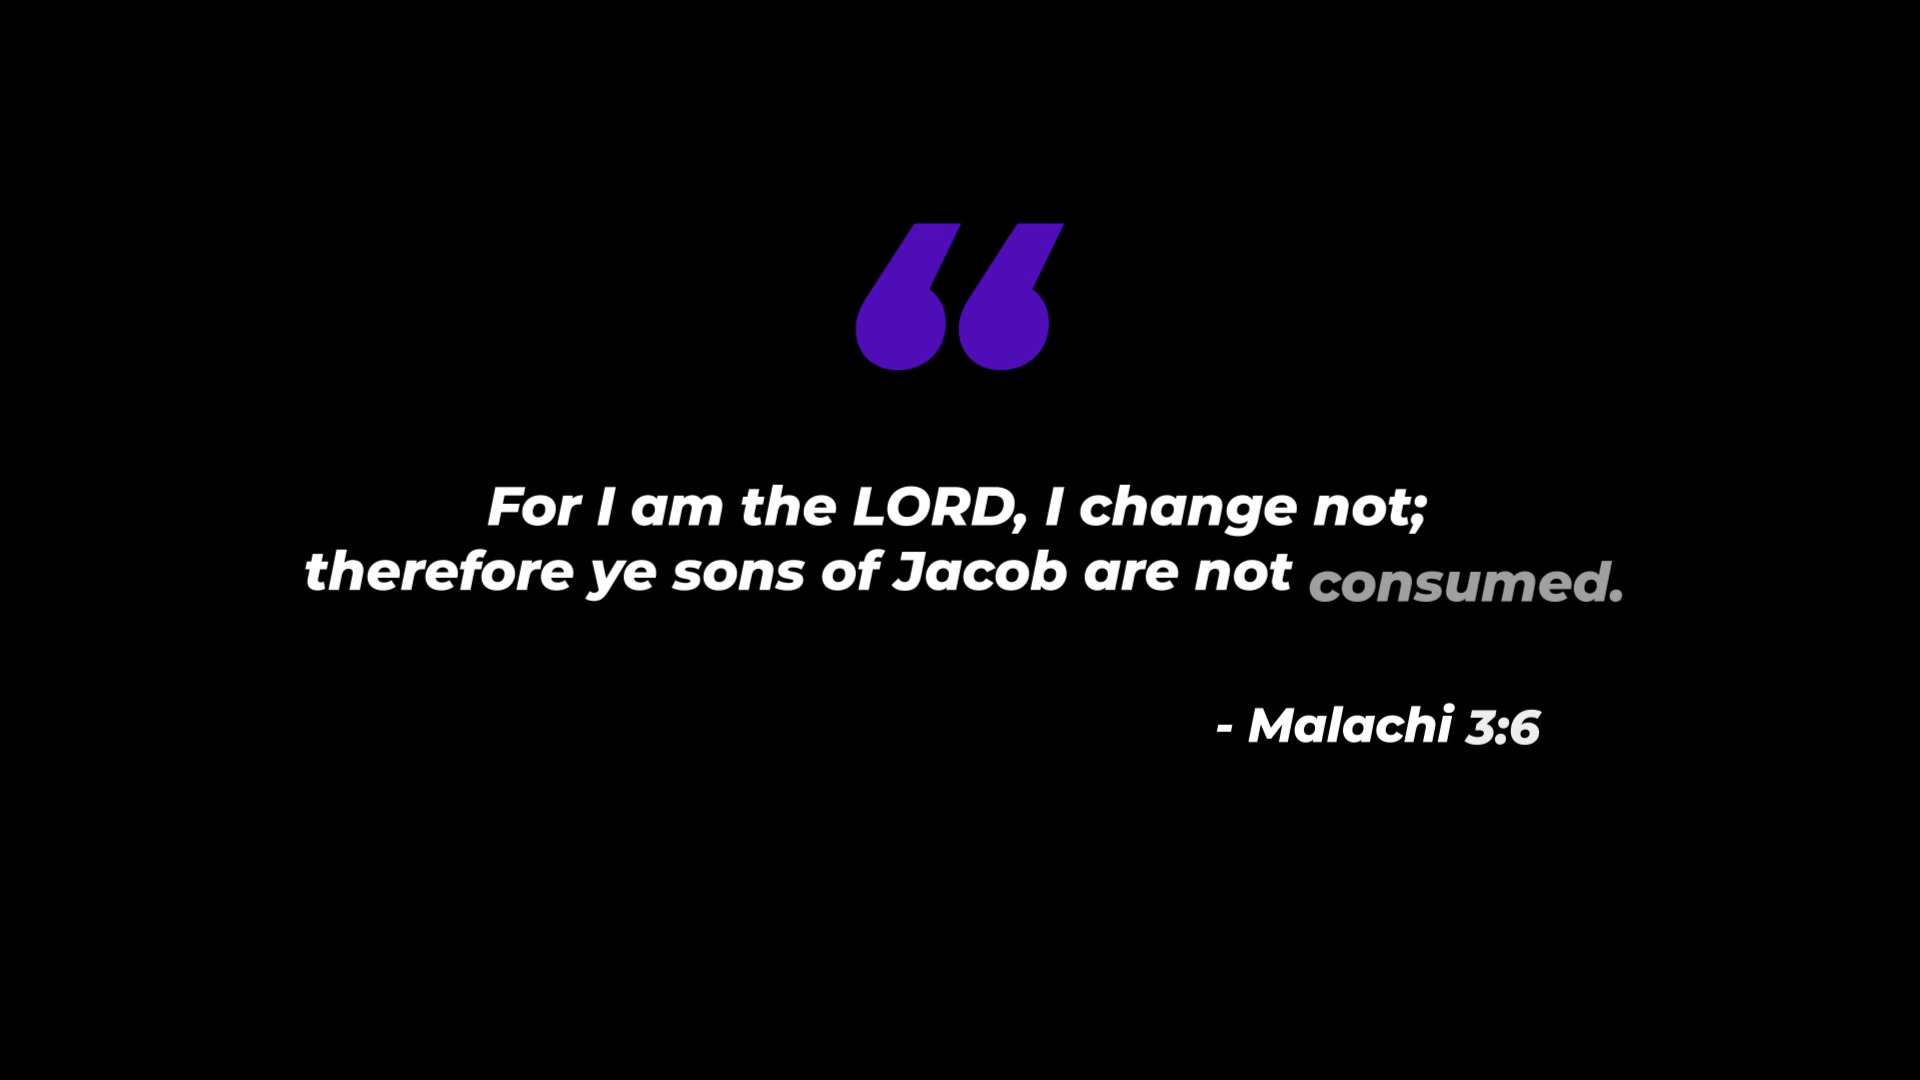 “
For I am the LORD, I change not;
therefore ye sons of Jacob are not consumed.
- Malachi 3:6